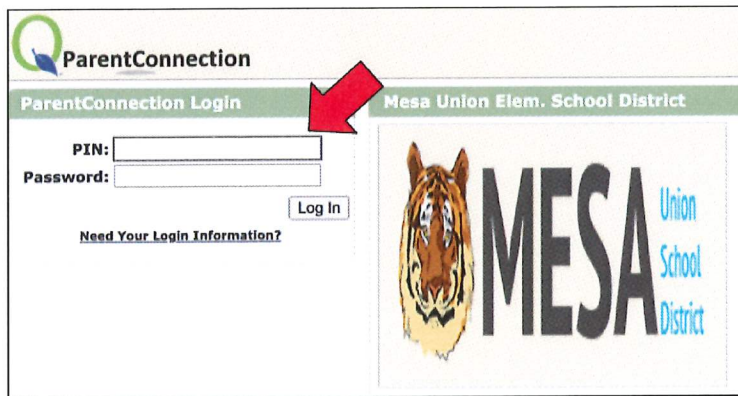 ParentConnection
ParentConnection Login
PIN:
Password:
Log In
Need Your Login Information?
Mesa Union Elem. School District
MESA
Union
School
District